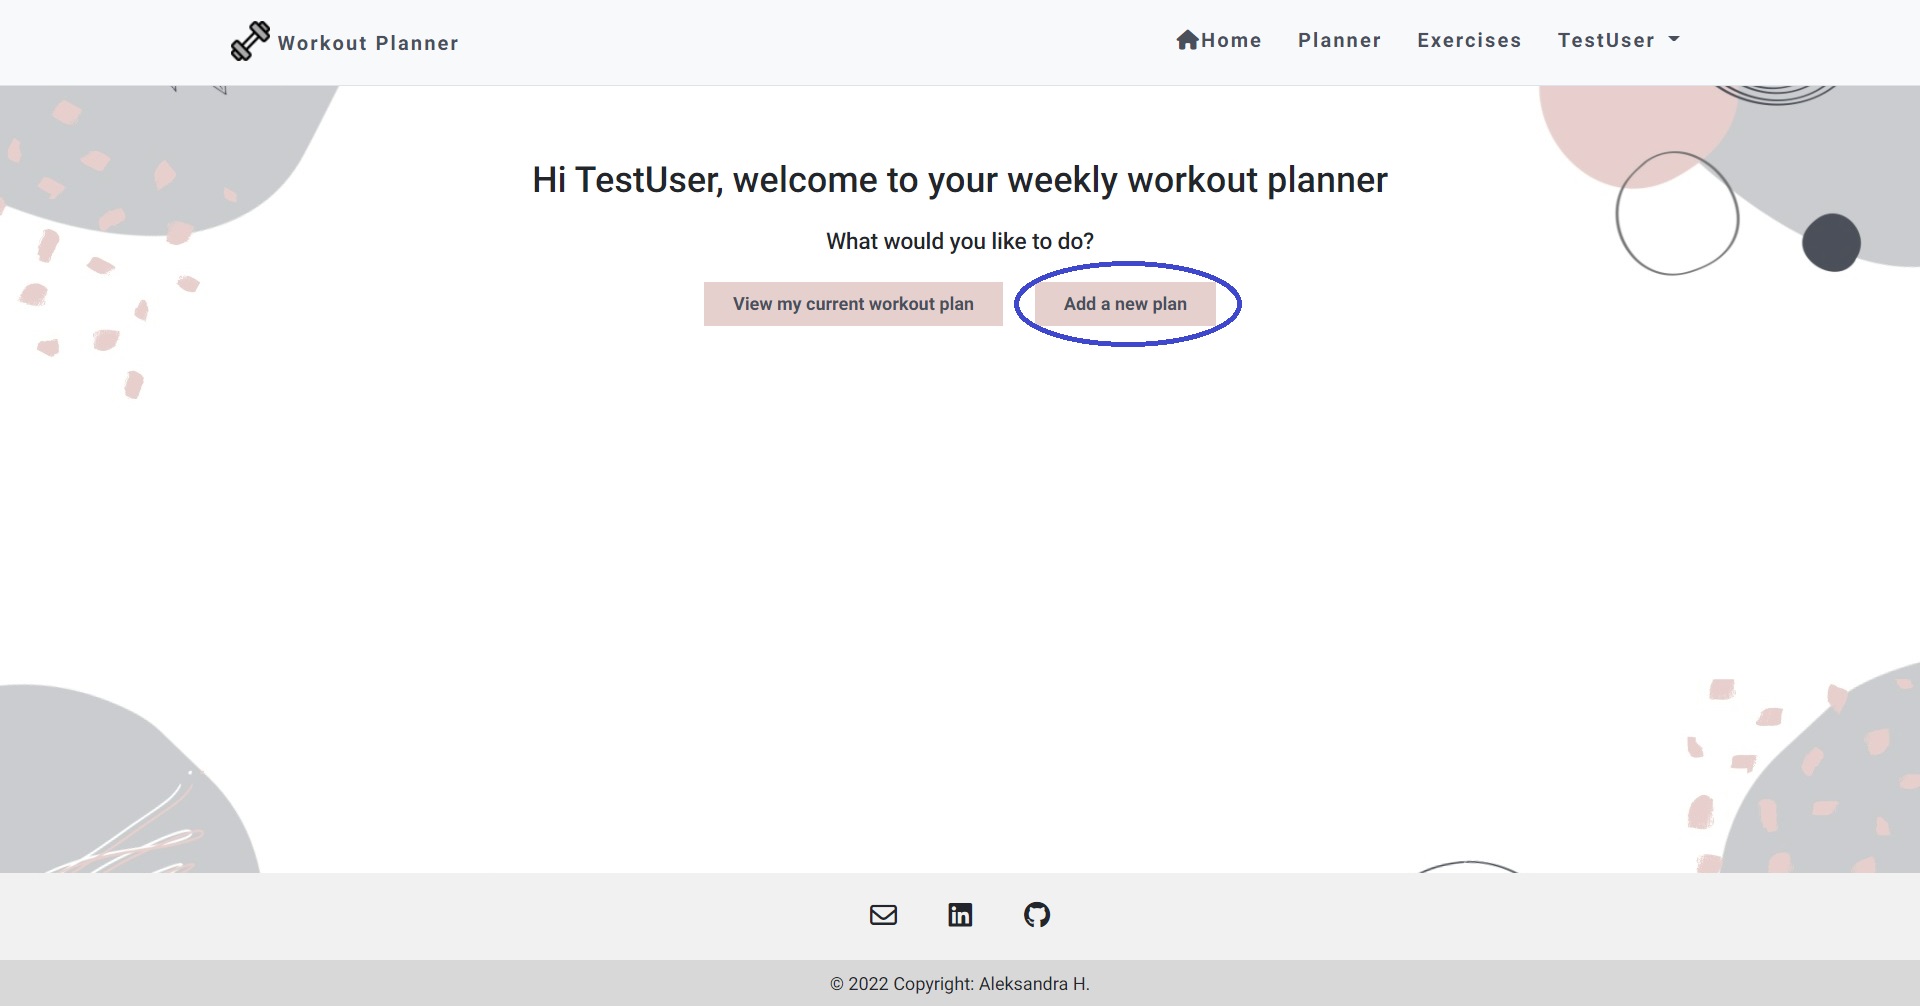 Workout Planner
Home Planner Exercises TestUser
Hi TestUser, welcome to your weekly workout planner
What would you like to do?
View my current workout plan Add a new plan
© 2022 Copyright: Aleksandra H.